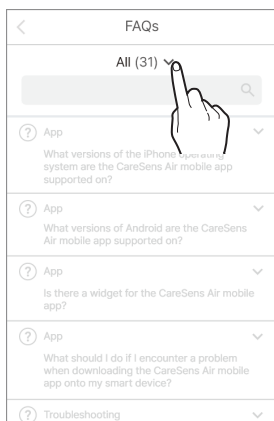 FAQs
All (31)
App
What versions of the iPhone operating
system are the CareSens Air mobile app
supported on?
App
What versions of Android are the CareSens
Air mobile app supported on?
App
Is there a widget for the CareSens Air mobile
app?
App
What should I do if I encounter a problem
when downloading the CareSens Air mobile
app onto my smart device?
Troubleshooting